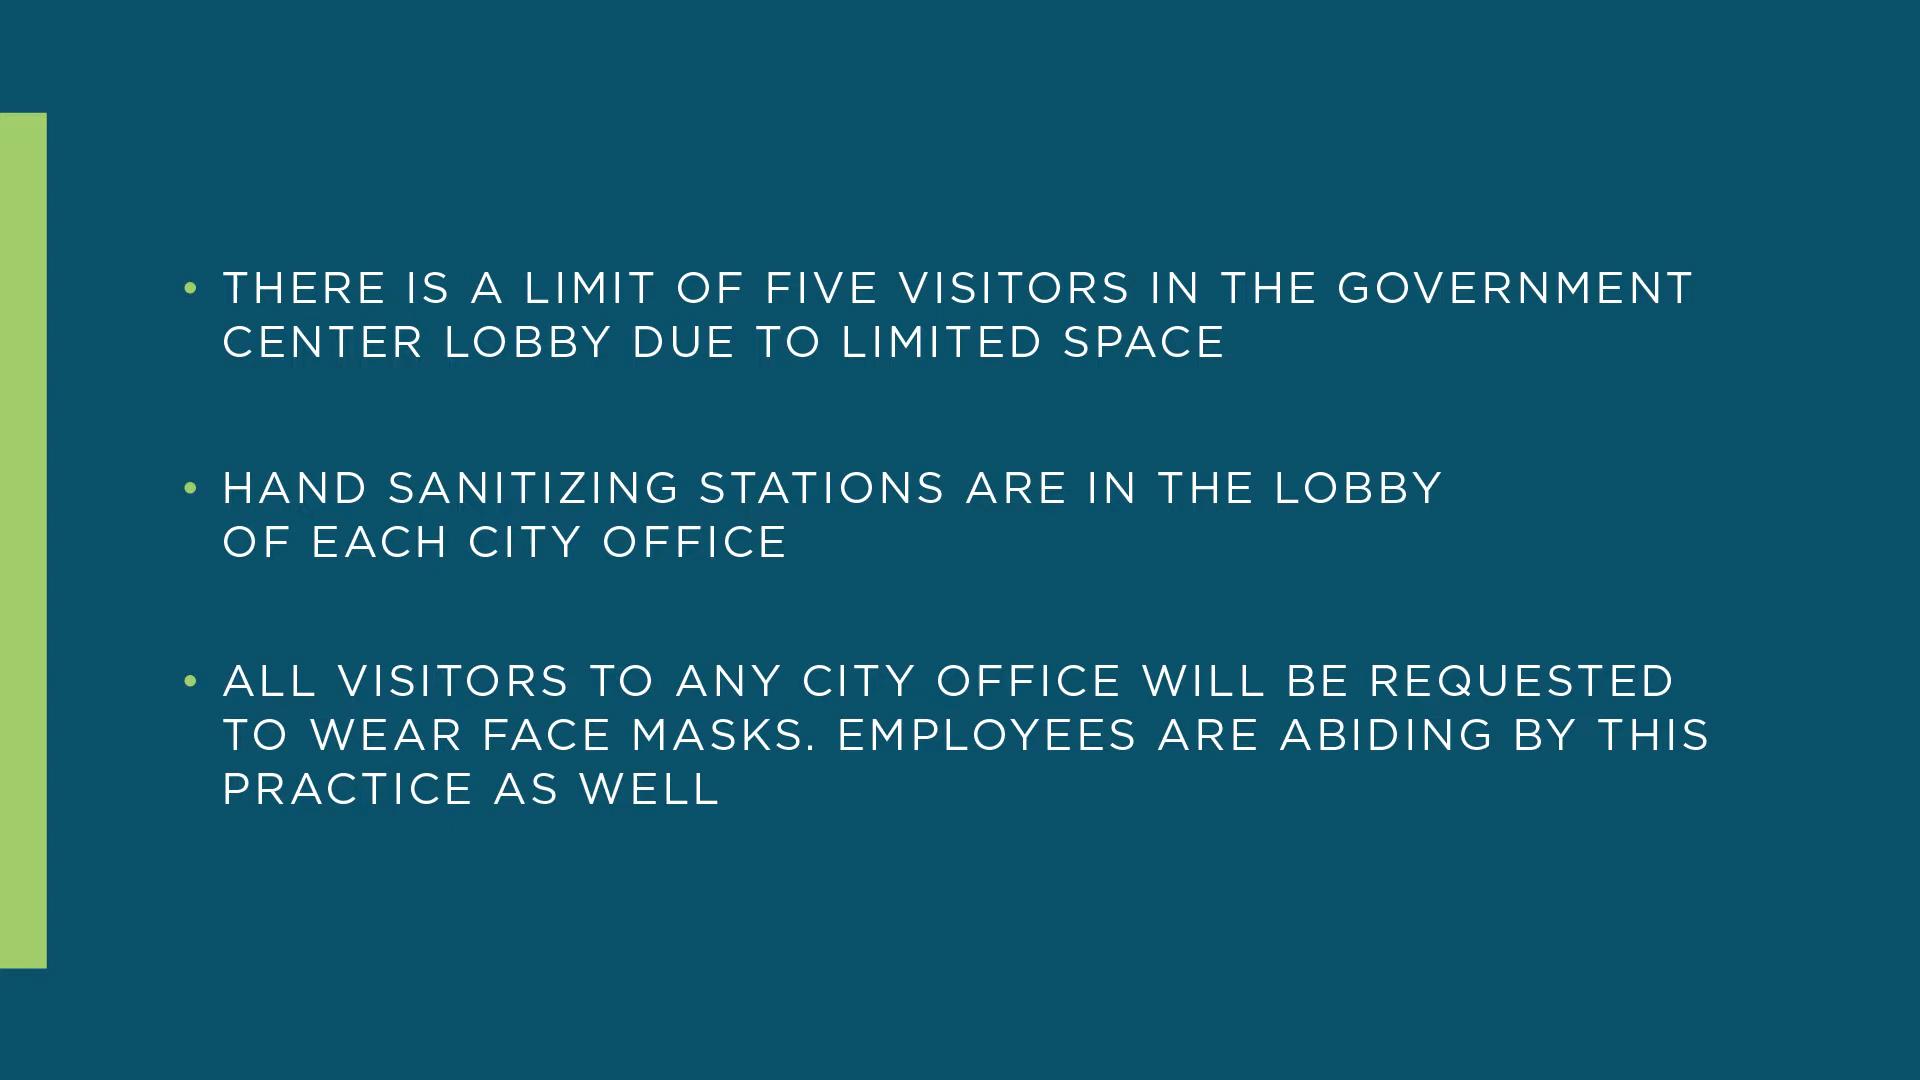 • THERE IS A LIMIT OF FIVE VISITORS IN THE GOVERNMENT
CENTER LOBBY DUE TO LIMITED SPACE
• HAND SANITIZING STATIONS ARE IN THE LOBBY
OF EACH CITY OFFICE
• ALL VISITORS TO ANY CITY OFFICE WILL BE REQUESTED
TO WEAR FACE MASKS. EMPLOYEES ARE ABIDING BY THIS
PRACTICE AS WELL